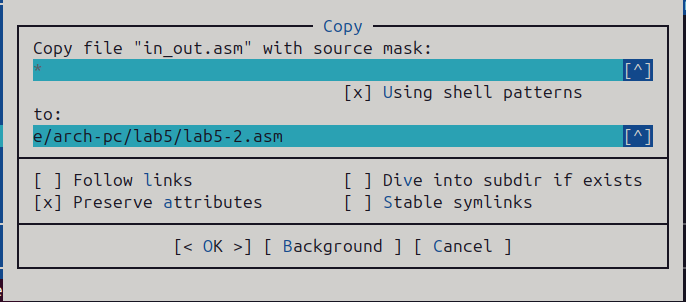 Copy
Copy file "in_out.asm" with source mask:
* [^]
[x] Using shell patterns
to:
e/arch-pc/lab5/lab5-2.asm [^]
[ ] Follow links [ ] Dive into subdir if exists
[x] Preserve attributes [ ] Stable symlinks
[< OK >] [ Background ] [ Cancel ]